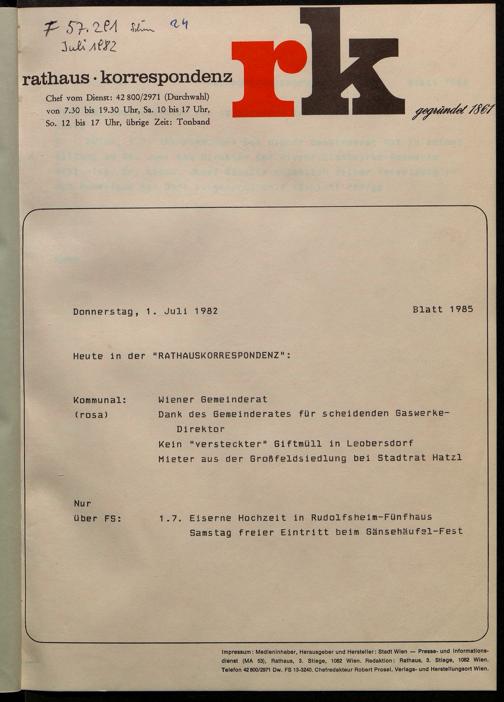 F 57.291 24
Juli 1982
rk
rathaus · korrespondenz
gegründet 1861
Chef vom Dienst: 42 800/2971 (Durchwahl)
von 7.30 bis 19.30 Uhr, Sa. 10 bis 17 Uhr,
So. 12 bis 17 Uhr, übrige Zeit: Tonband
Donnerstag, 1. Juli 1982 Blatt 1985
Heute in der "RATHAUSKORRESPONDENZ":
Kommunal: Wiener Gemeinderat
(rosa) Dank des Gemeinderates für scheidenden Gaswerke-
Direktor
Kein "versteckter" Giftmüll in Leobersdorf
Mieter aus der Großfeldsiedlung bei Stadtrat Hatzl
Nur
über FS: 1.7. Eiserne Hochzeit in Rudolfsheim-Fünfhaus
Samstag freier Eintritt beim Gänsehäufel-Fest
Impressum: Medieninhaber, Herausgeber und Hersteller: Stadt Wien — Presse- und Informations-
dienst (MA 53), Rathaus, 3. Stiege, 1082 Wien. Redaktion: Rathaus, 3. Stiege, 1082 Wien.
Telefon 42 800/2971 Dw. FS 13-3240. Chefredakteur Robert Prosel. Verlags- und Herstellungsort Wien.